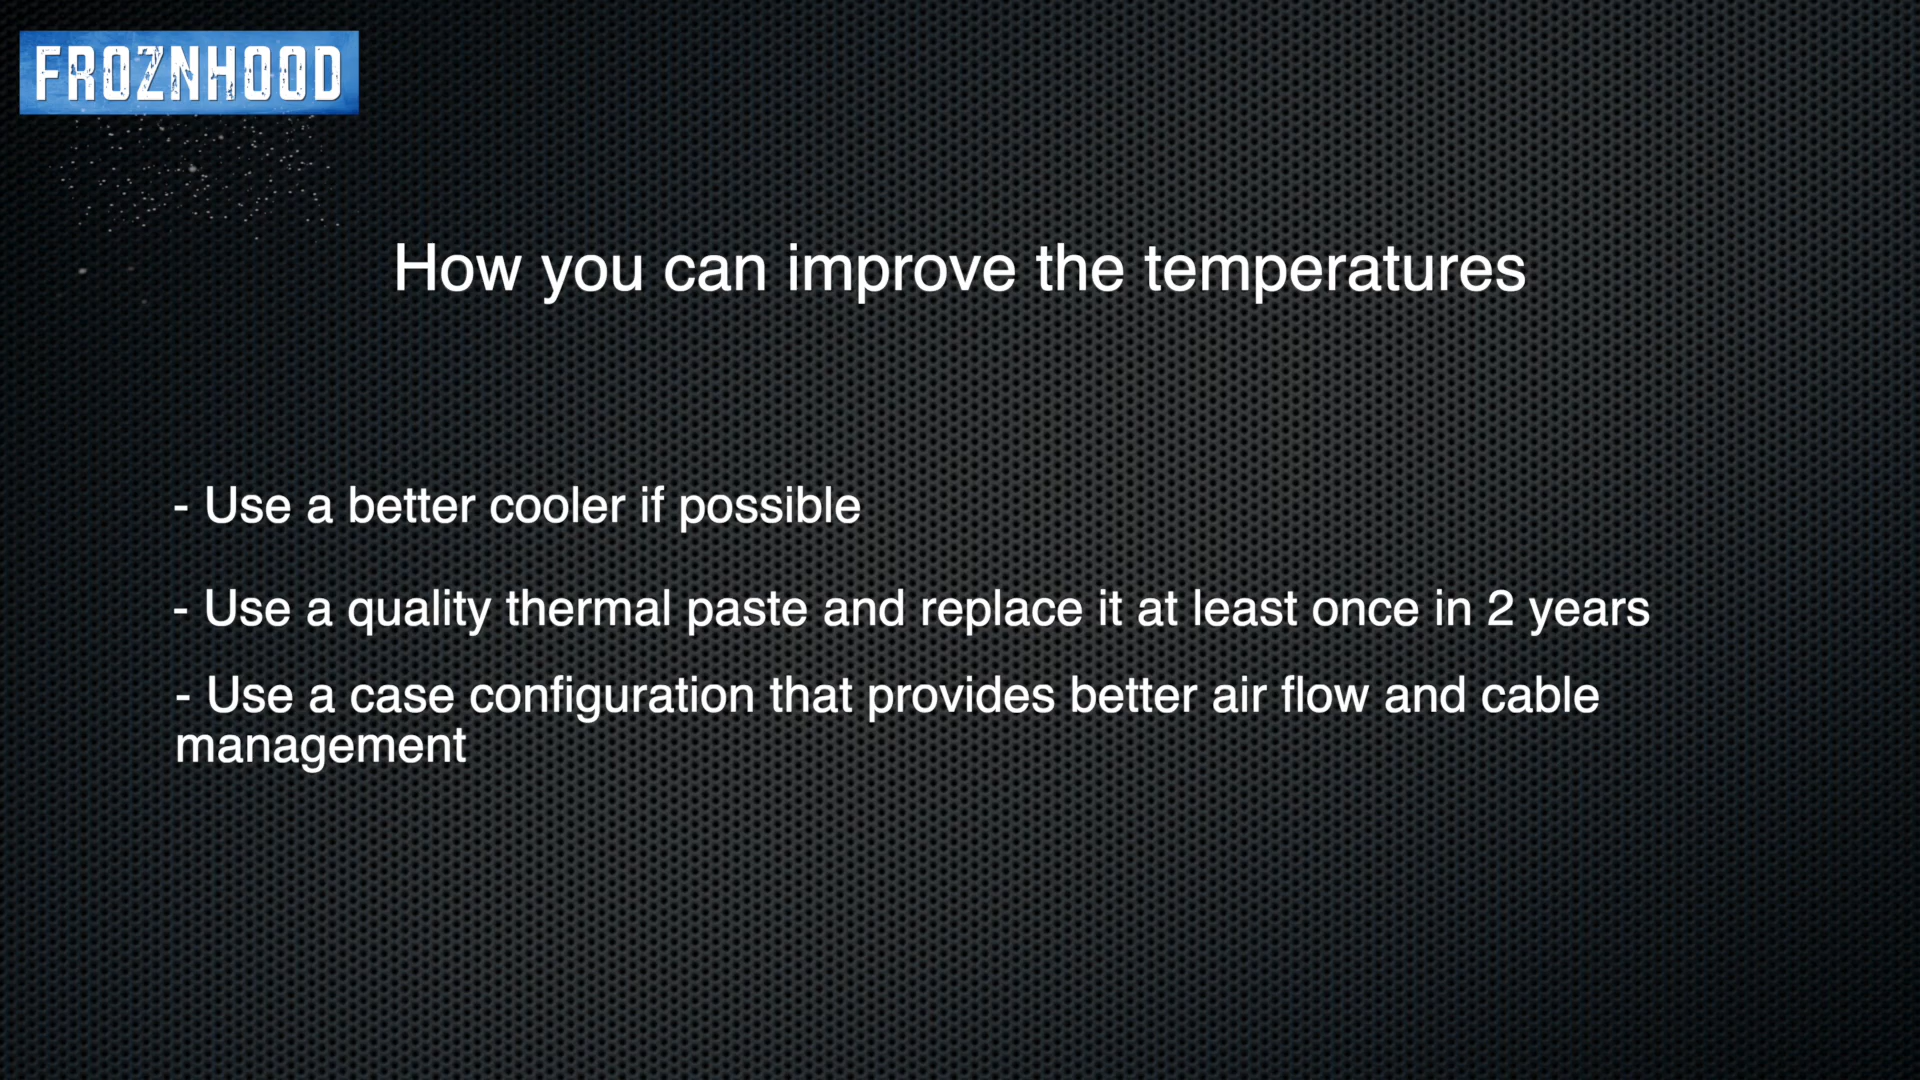 FROZNHOOD
How you can improve the temperatures
- Use a better cooler if possible
- Use a quality thermal paste and replace it at least once in 2 years
- Use a case configuration that provides better air flow and cable
management